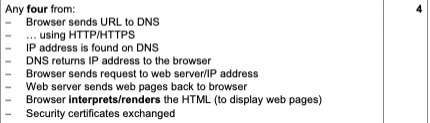 Any four from:
– Browser sends URL to DNS
– … using HTTP/HTTPS
– IP address is found on DNS
– DNS returns IP address to the browser
– Browser sends request to web server/IP address
– Web server sends web pages back to browser
– Browser interprets/renders the HTML (to display web pages)
– Security certificates exchanged
4